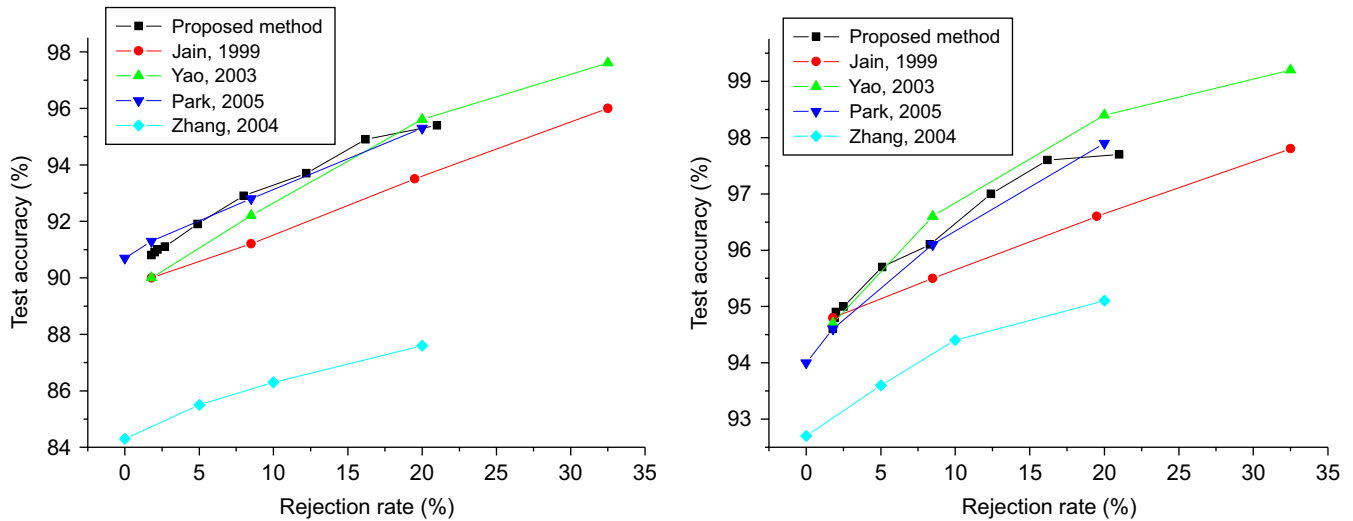 Proposed method
Jain, 1999
Yao, 2003
Park, 2005
Zhang, 2004
98
96
94
92
90
88
86
84
Test accuracy (%)
0 5 10 15 20 25 30 35
Rejection rate (%)
Proposed method
Jain, 1999
Yao, 2003
Park, 2005
Zhang, 2004
99
98
97
96
95
94
93
Test accuracy (%)
0 5 10 15 20 25 30 35
Rejection rate (%)